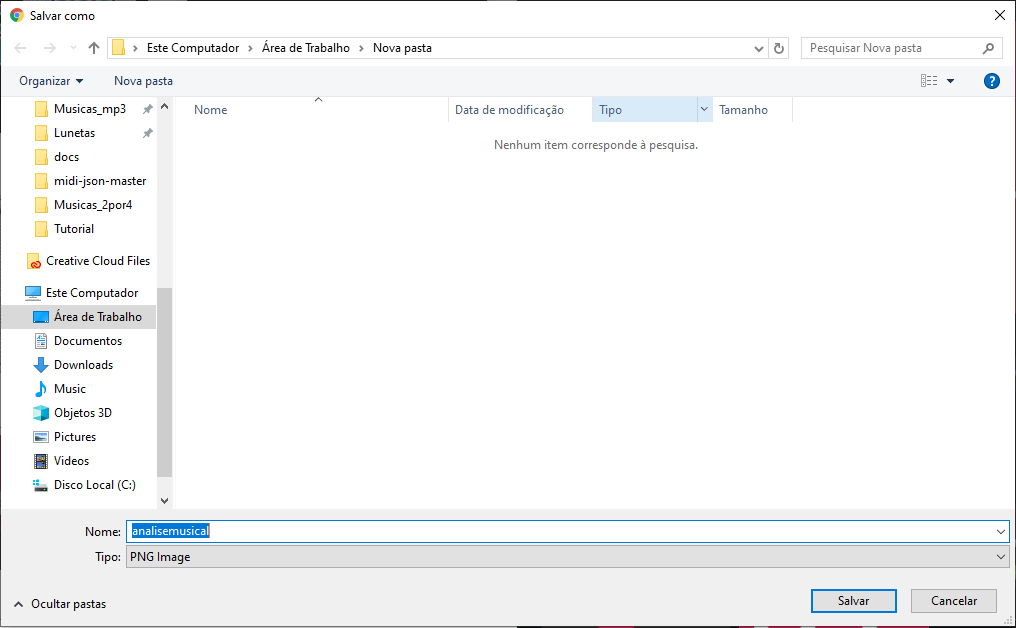 Salvar como
Este Computador > Área de Trabalho > Nova pasta
Pesquisar Nova pasta
Organizar
Nova pasta
?
Musicas_mp3
Lunetas
docs
midi-json-master
Musicas_2por4
Tutorial
Creative Cloud Files
Este Computador
Área de Trabalho
Documentos
Downloads
Music
Objetos 3D
Pictures
Videos
Disco Local (C:)
Nome
Data de modificação
Tipo
Tamanho
Nenhum item corresponde à pesquisa.
Nome: analisemusical
Tipo: PNG Image
Ocultar pastas
Salvar
Cancelar